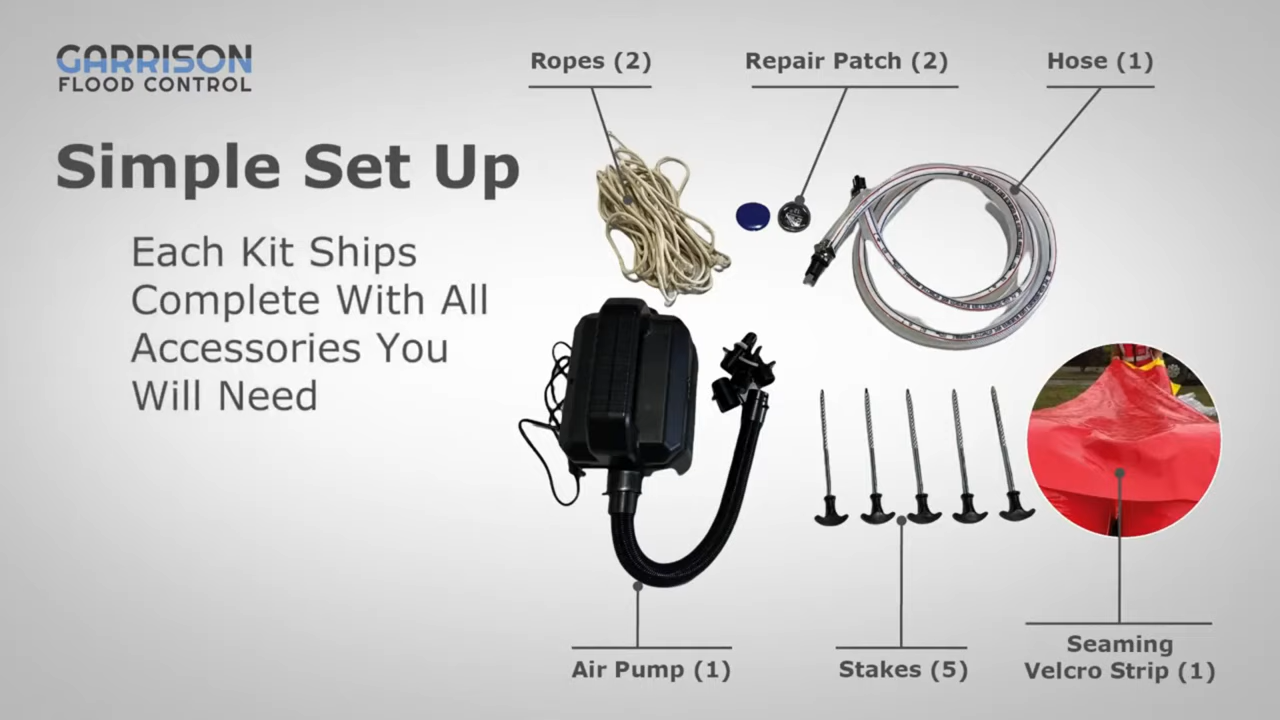 GARRISON
FLOOD CONTROL
Simple Set Up
Each Kit Ships
Complete With All
Accessories You
Will Need
Ropes (2)
Repair Patch (2)
Hose (1)
Air Pump (1)
Stakes (5)
Seaming
Velcro Strip (1)